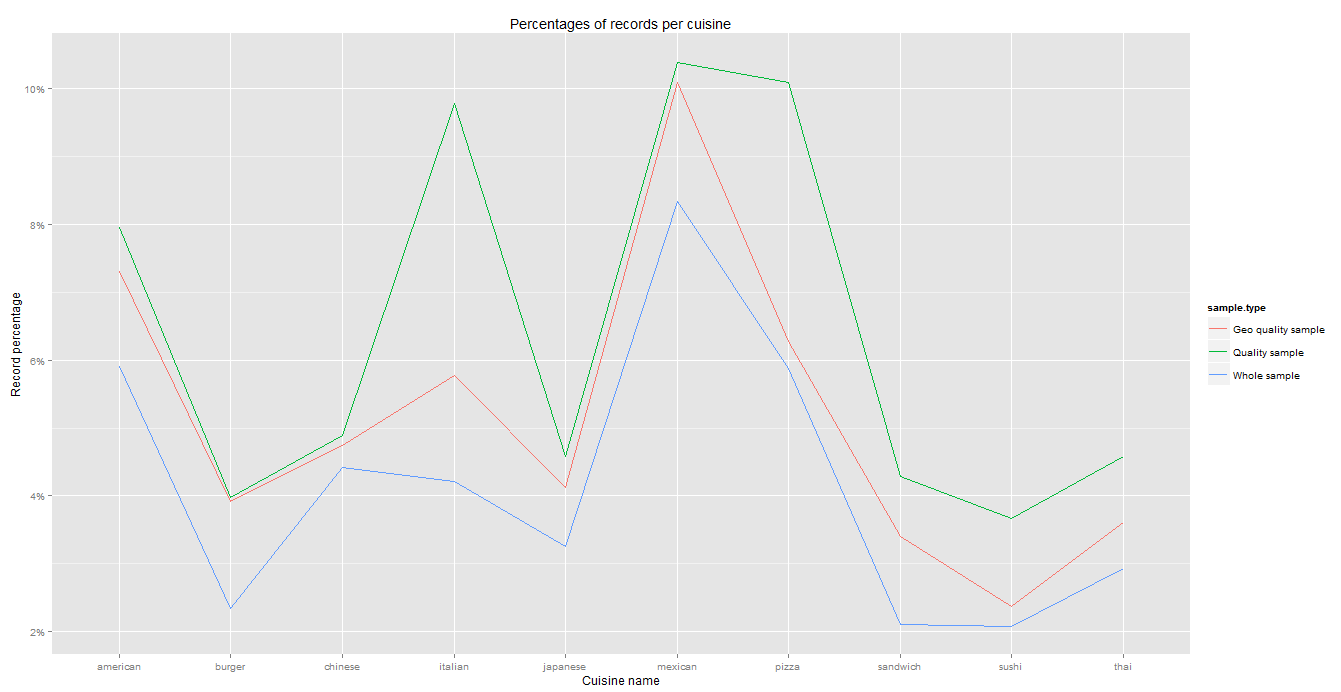 Percentages of records per cuisine
10%
8%
6%
4%
2%
Record percentage
american burger chinese italian japanese mexican pizza sandwich sushi thai
Cuisine name
sample.type
Geo quality sample
Quality sample
Whole sample